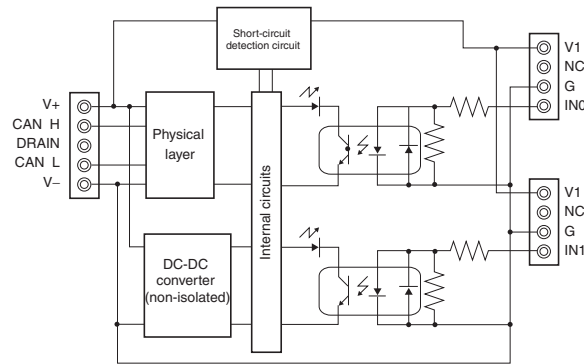 Short-circuit
detection circuit
V+
CAN H
DRAIN
CAN L
V–
Physical
layer
Internal circuits
DC-DC
converter
(non-isolated)
V1
NC
G
IN0
V1
NC
G
IN1